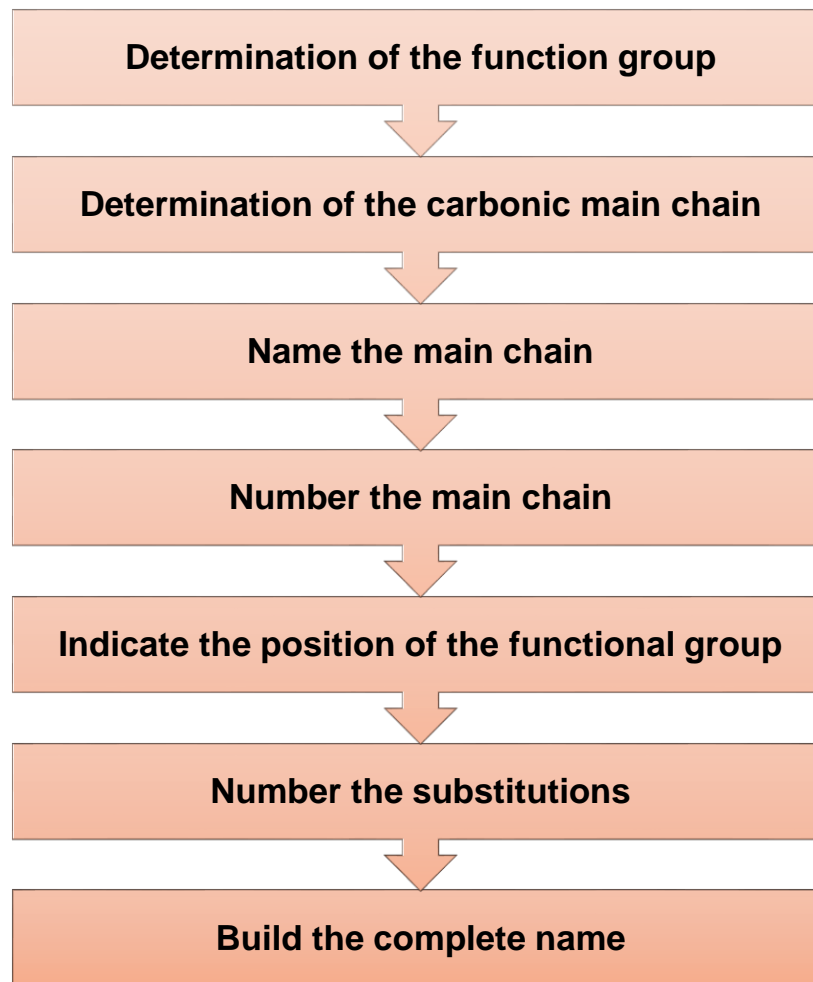 Determination of the function group
Determination of the carbonic main chain
Name the main chain
Number the main chain
Indicate the position of the functional group
Number the substitutions
Build the complete name